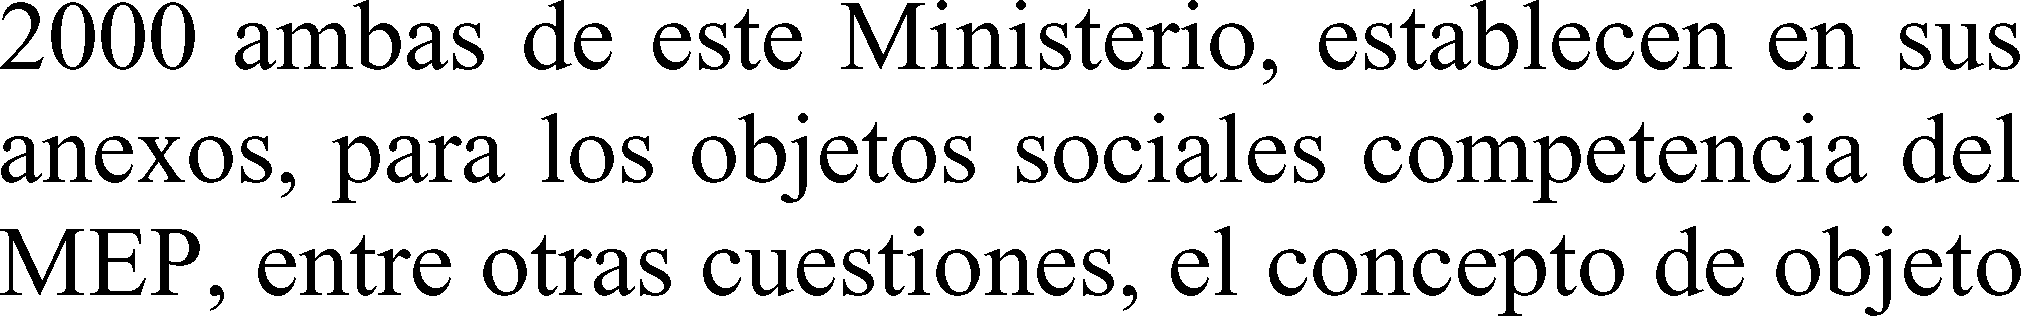 2000 ambas de este Ministerio, establecen en sus
anexos, para los objetos sociales competencia del
MEP, entre otras cuestiones, el concepto de objeto